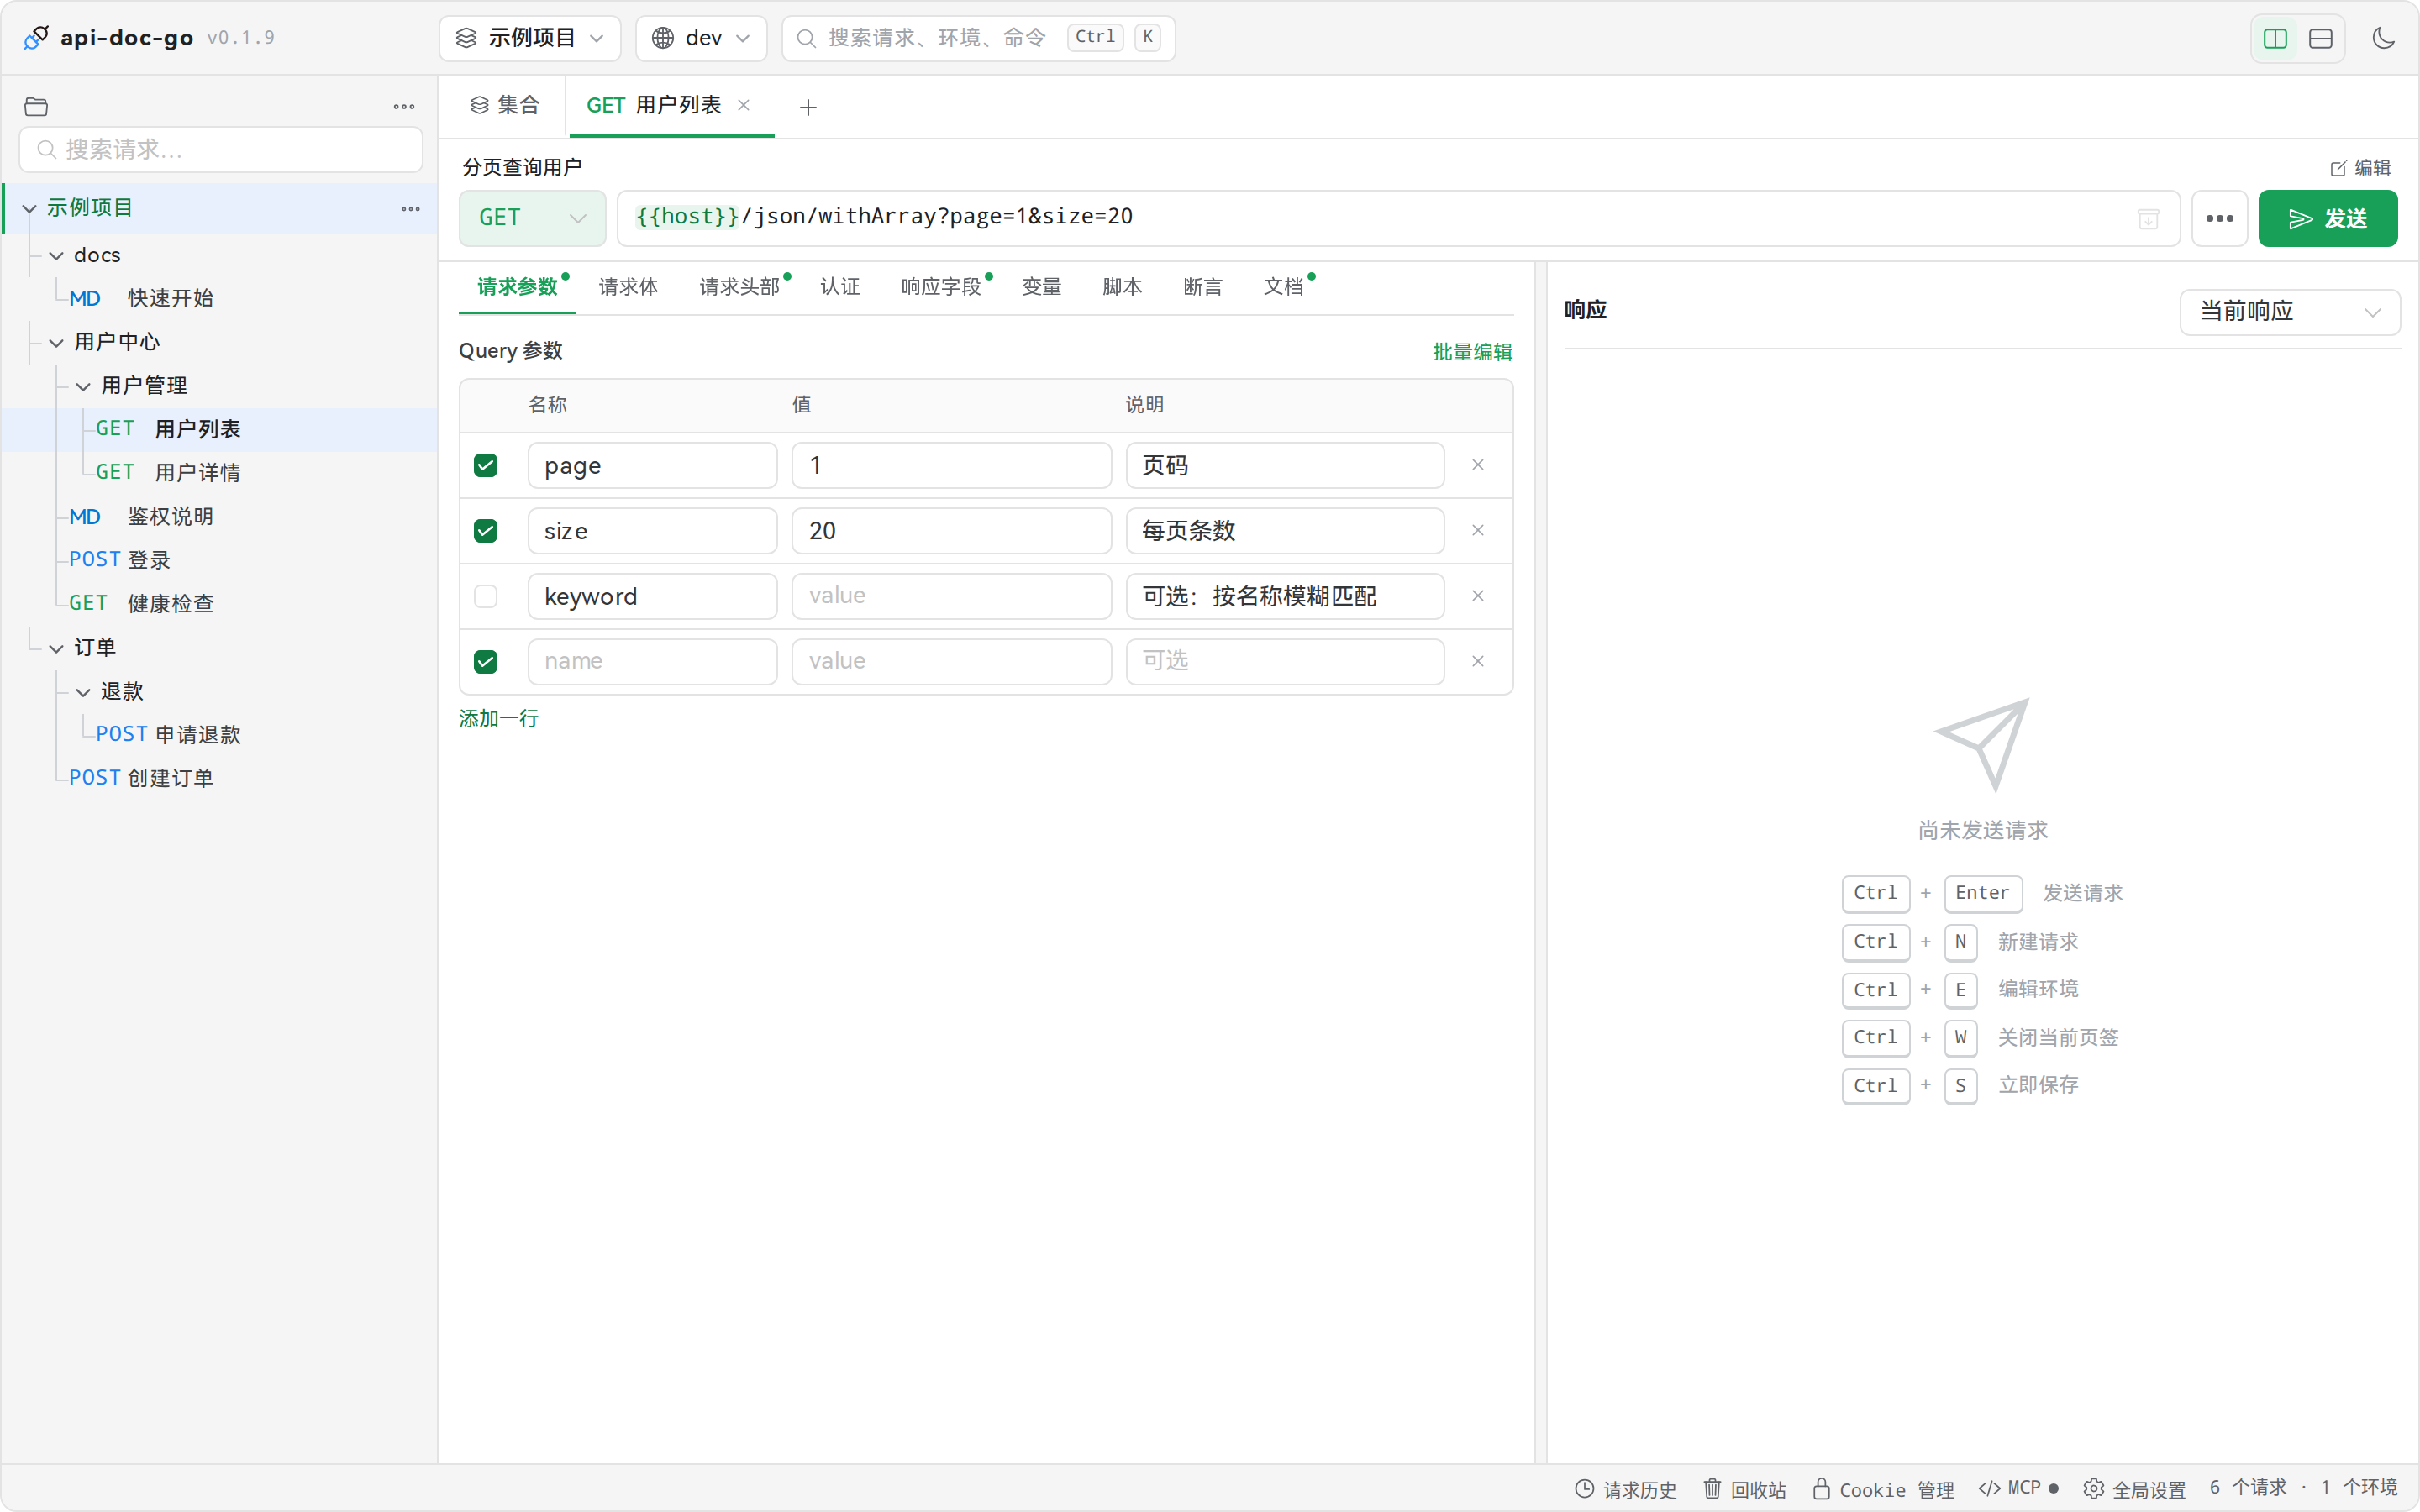 api-doc-go v0.1.9
示例项目
dev
搜索请求、环境、命令 Ctrl K
搜索请求...
示例项目
docs
MD 快速开始
用户中心
用户管理
GET 用户列表
GET 用户详情
MD 鉴权说明
POST 登录
GET 健康检查
订单
退款
POST 申请退款
POST 创建订单
集合
GET 用户列表
分页查询用户
编辑
GET
{{host}}/json/withArray?page=1&size=20
发送
请求参数 请求体 请求头部 认证 响应字段 变量 脚本 断言 文档
Query 参数
批量编辑
名称 值 说明
page 1 页码
size 20 每页条数
keyword value 可选：按名称模糊匹配
name value 可选
添加一行
响应
当前响应
尚未发送请求
Ctrl + Enter 发送请求
Ctrl + N 新建请求
Ctrl + E 编辑环境
Ctrl + W 关闭当前页签
Ctrl + S 立即保存
请求历史 回收站 Cookie 管理 MCP 全局设置 6 个请求 · 1 个环境